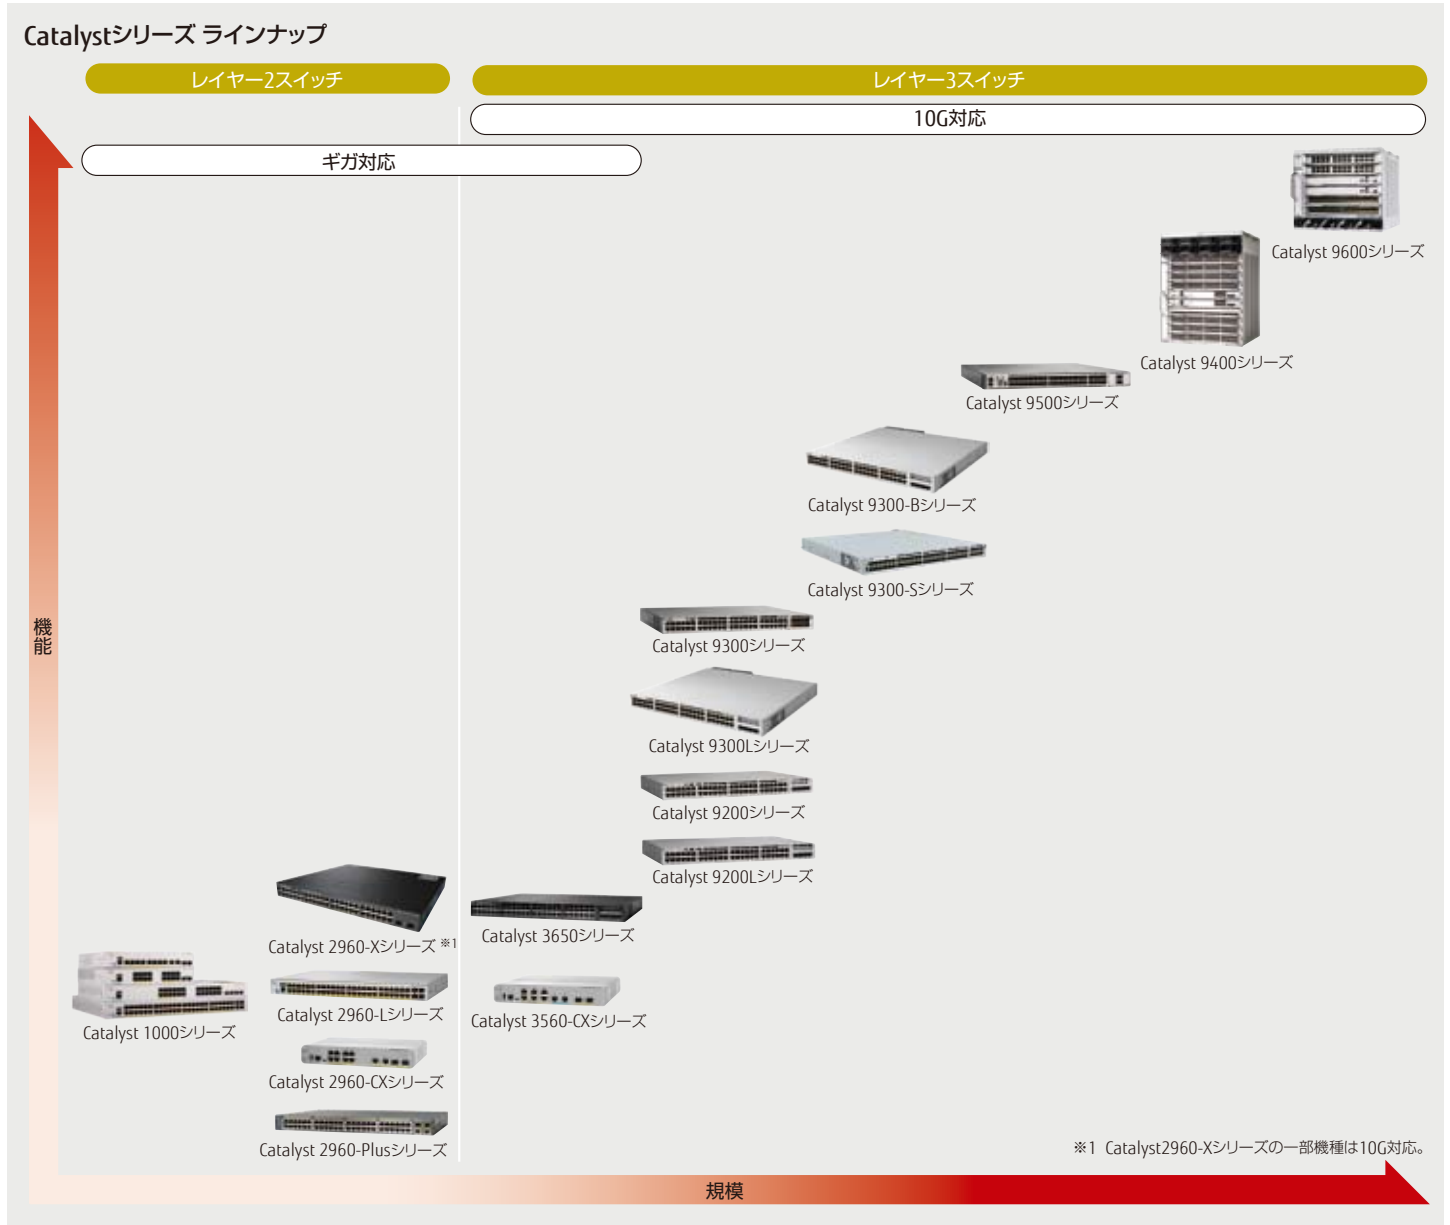 Catalystシリーズ ラインナップ
レイヤー2スイッチ
レイヤー3スイッチ
10G対応
ギガ対応
Catalyst 9600シリーズ
Catalyst 9400シリーズ
Catalyst 9500シリーズ
Catalyst 9300-Bシリーズ
Catalyst 9300-Sシリーズ
機能
Catalyst 9300シリーズ
Catalyst 9300Lシリーズ
Catalyst 9200シリーズ
Catalyst 9200Lシリーズ
Catalyst 2960-Xシリーズ ※1
Catalyst 3650シリーズ
Catalyst 1000シリーズ
Catalyst 2960-Lシリーズ
Catalyst 3560-CXシリーズ
Catalyst 2960-CXシリーズ
Catalyst 2960-Plusシリーズ
※1 Catalyst2960-Xシリーズの一部機種は10G対応。
規模